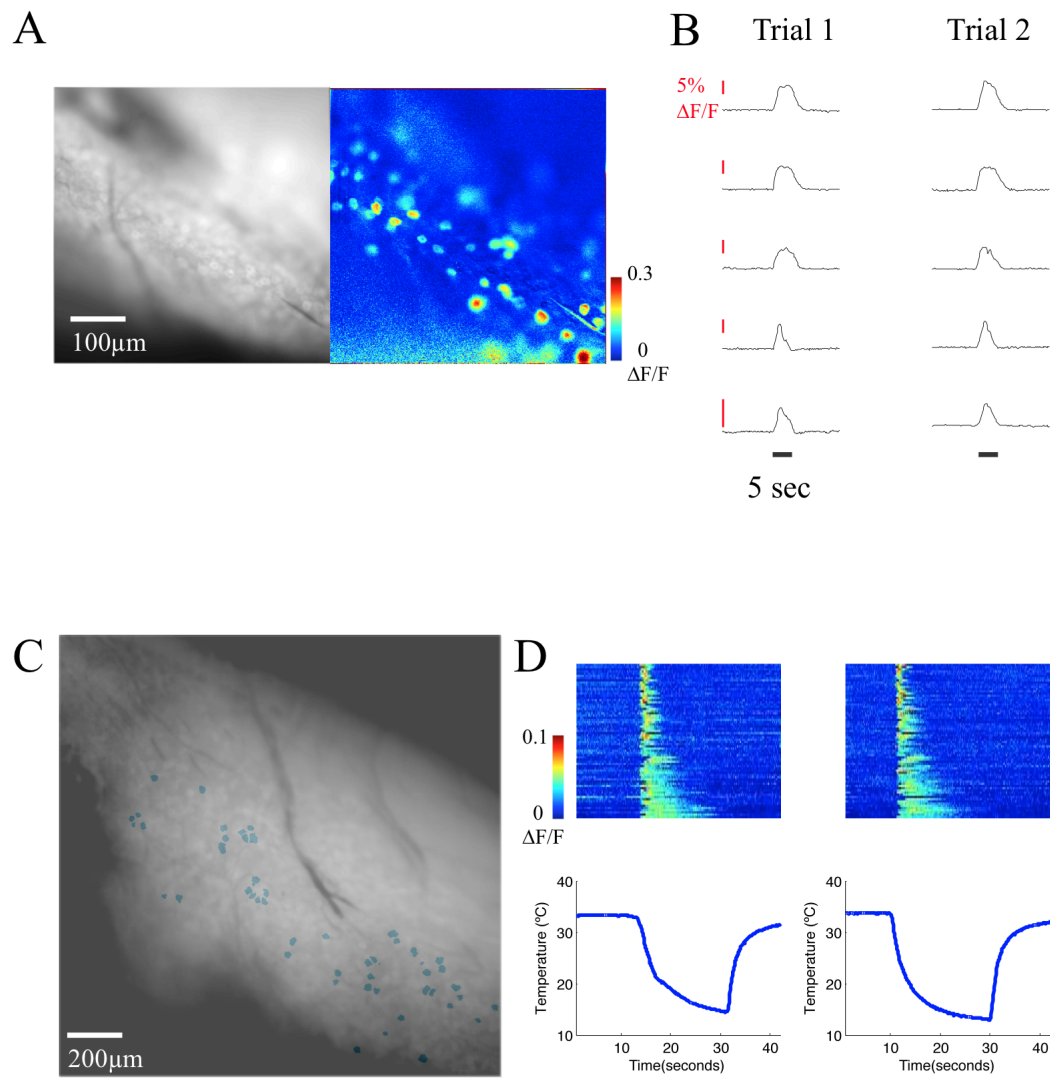 A
100µm
0.3
0
ΔF/F
B
Trial 1
Trial 2
5%
ΔF/F
5 sec
C
200µm
D
0.1
0
ΔF/F
40
30
20
10
Temperature (ºC)
10
20
30
40
Time(seconds)
40
30
20
10
Temperature (ºC)
10
20
30
40
Time(seconds)